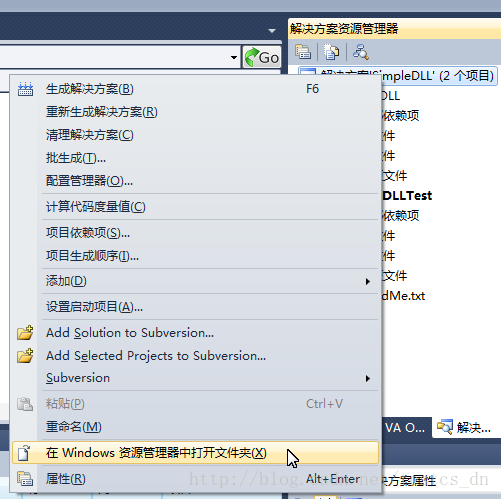 解决方案资源管理器
Go
解决方案'SimpleDLL' (2 个项目)
生成解决方案(B) F6
DLL
重新生成解决方案(R)
依赖项
清理解决方案(C)
件
批生成(T)...
件
配置管理器(O)...
文件
DLLTest
计算代码度量值(C)
依赖项
项目依赖项(S)...
件
项目生成顺序(I)...
件
添加(D)
文件
dMe.txt
设置启动项目(A)...
Add Solution to Subversion...
Add Selected Projects to Subversion...
Subversion
粘贴(P) Ctrl+V
重命名(M)
VA O...
解决...
在 Windows 资源管理器中打开文件夹(X)
属性(R) Alt+Enter
决方案属性